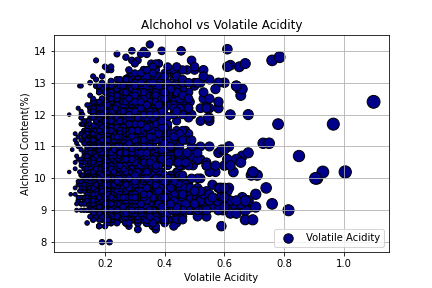 Alchohol vs Volatile Acidity
Alchohol Content(%)
14
13
12
11
10
9
8
0.2 0.4 0.6 0.8 1.0
Volatile Acidity
Volatile Acidity